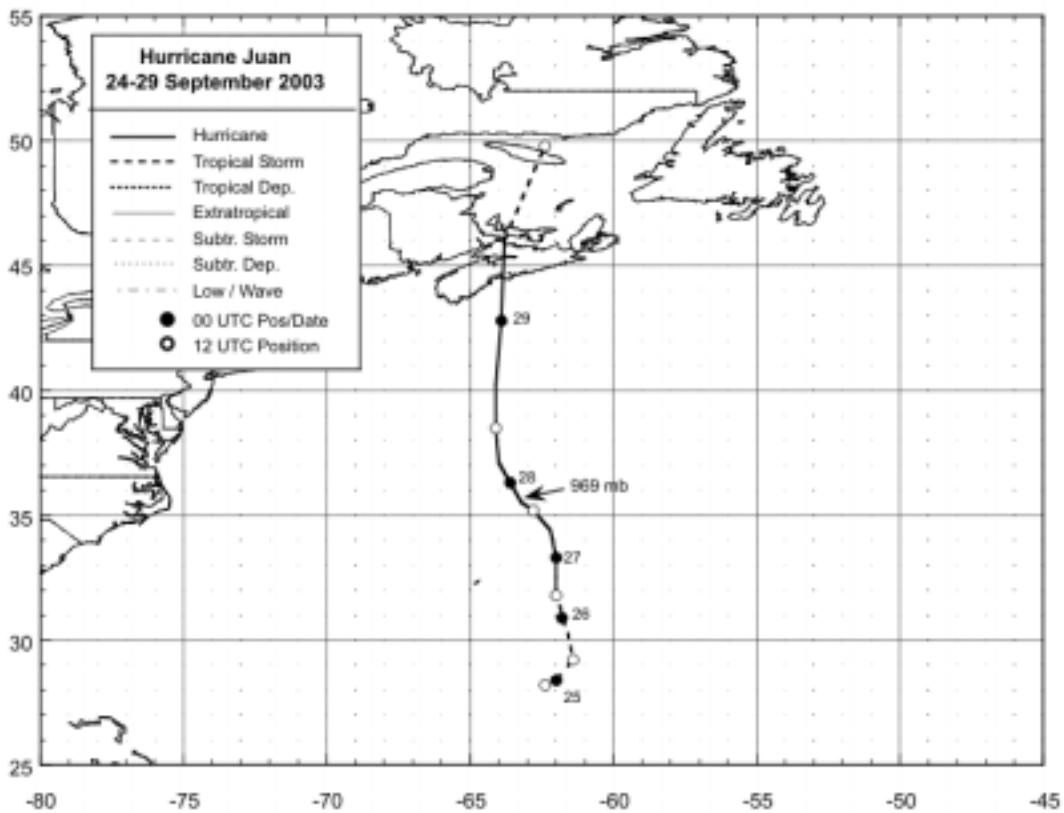 55
Hurricane Juan
24-29 September 2003
Hurricane
Tropical Storm
Tropical Dep.
Extratropical
Subtr. Storm
Subtr. Dep.
Low / Wave
00 UTC Pos/Date
12 UTC Position
50
45
29
40
28
969 mb
35
27
26
30
25
25
-80
-75
-70
-65
-60
-55
-50
-45